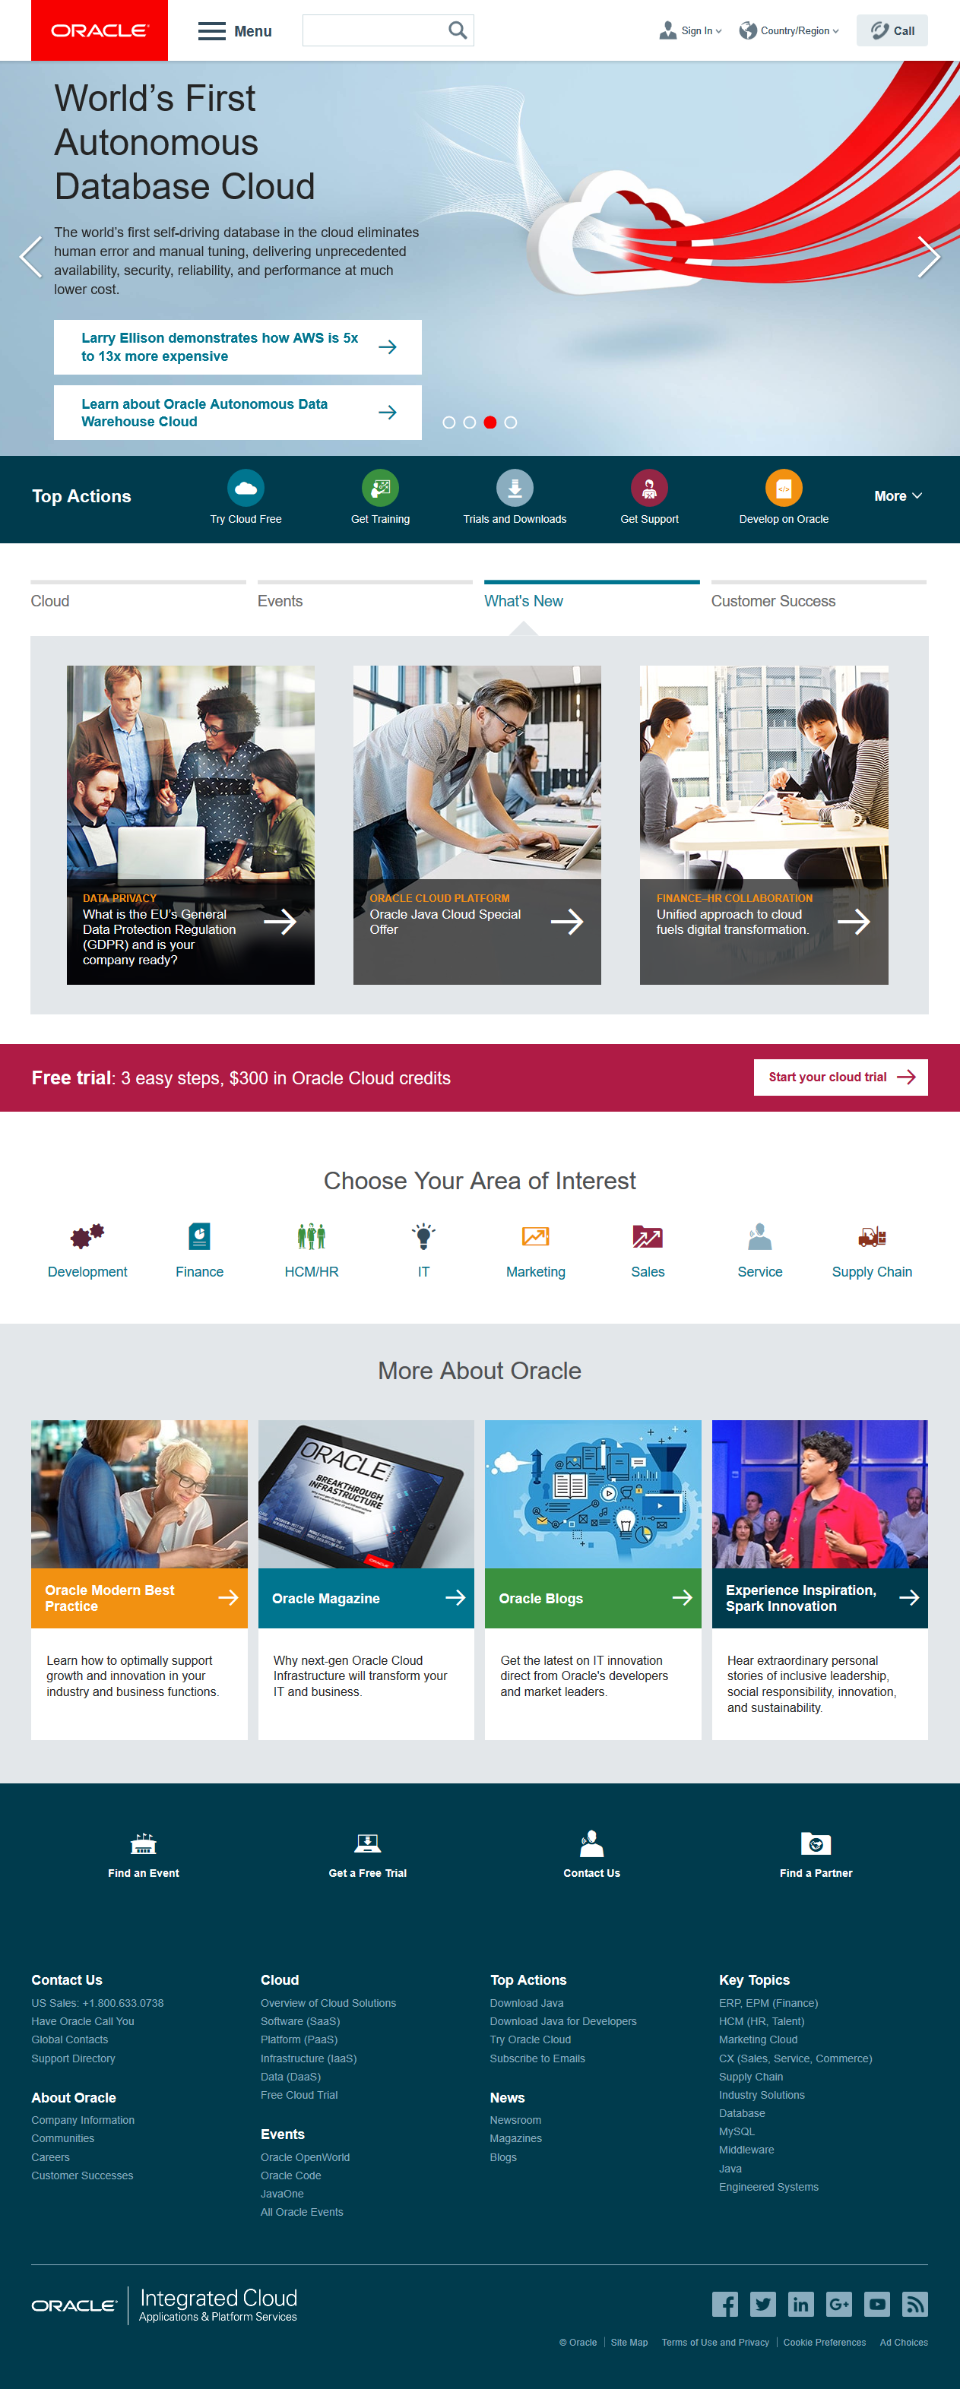 ORACLE
Menu
Sign In
Country/Region
Call
World's First
Autonomous
Database Cloud
The world's first self-driving database in the cloud eliminates
human error and manual tuning, delivering unprecedented
availability, security, reliability, and performance at much
lower cost.
Larry Ellison demonstrates how AWS is 5x
to 13x more expensive
Learn about Oracle Autonomous Data
Warehouse Cloud
Top Actions
Try Cloud Free
Get Training
Trials and Downloads
Get Support
Develop on Oracle
More
Cloud
Events
What's New
Customer Success
DATA PRIVACY
What is the EU's General
Data Protection Regulation
(GDPR) and is your
company ready?
ORACLE CLOUD PLATFORM
Oracle Java Cloud Special
Offer
FINANCE–HR COLLABORATION
Unified approach to cloud
fuels digital transformation.
Free trial: 3 easy steps, $300 in Oracle Cloud credits
Start your cloud trial
Choose Your Area of Interest
Development
Finance
HCM/HR
IT
Marketing
Sales
Service
Supply Chain
More About Oracle
ORACLE
BREAKTHROUGH
INFRASTRUCTURE
Oracle Modern Best
Practice
Oracle Magazine
Oracle Blogs
Experience Inspiration,
Spark Innovation
Learn how to optimally support
growth and innovation in your
industry and business functions.
Why next-gen Oracle Cloud
Infrastructure will transform your
IT and business.
Get the latest on IT innovation
direct from Oracle's developers
and market leaders.
Hear extraordinary personal
stories of inclusive leadership,
social responsibility, innovation,
and sustainability.
Find an Event
Get a Free Trial
Contact Us
Find a Partner
Contact Us
US Sales: +1.800.633.0738
Have Oracle Call You
Global Contacts
Support Directory
About Oracle
Company Information
Communities
Careers
Customer Successes
Cloud
Overview of Cloud Solutions
Software (SaaS)
Platform (PaaS)
Infrastructure (IaaS)
Data (DaaS)
Free Cloud Trial
Events
Oracle OpenWorld
Oracle Code
JavaOne
All Oracle Events
Top Actions
Download Java
Download Java for Developers
Try Oracle Cloud
Subscribe to Emails
News
Newsroom
Magazines
Blogs
Key Topics
ERP, EPM (Finance)
HCM (HR, Talent)
Marketing Cloud
CX (Sales, Service, Commerce)
Supply Chain
Industry Solutions
Database
MySQL
Middleware
Java
Engineered Systems
ORACLE
Integrated Cloud
Applications & Platform Services
© Oracle
Site Map
Terms of Use and Privacy
Cookie Preferences
Ad Choices